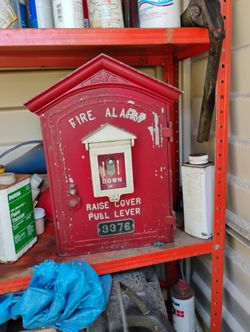 FIRE ALARM
DOWN
RAISE COVER
PULL LEVER
3376